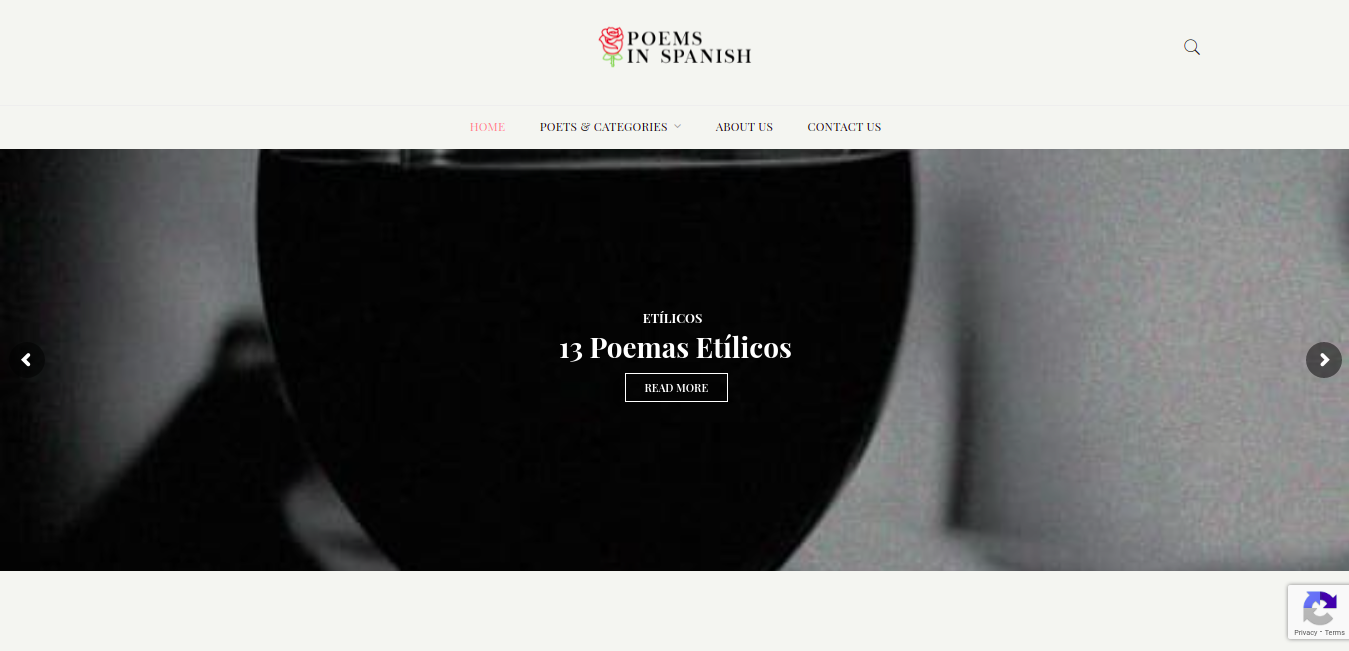 POEMS
IN SPANISH
HOME POETS & CATEGORIES ABOUT US CONTACT US
ETÍLICOS
13 Poemas Etílicos
READ MORE
Privacy - Terms